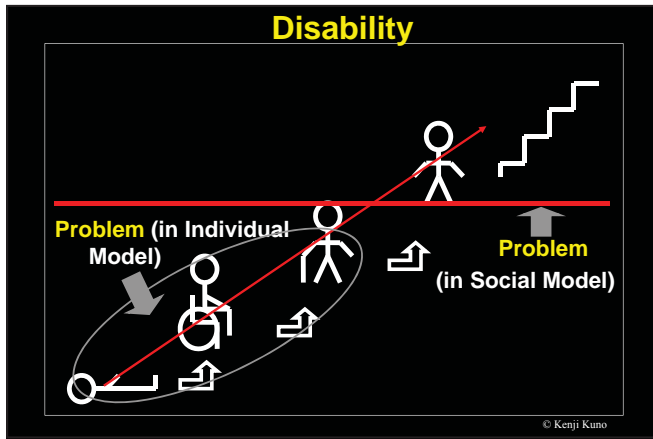 Disability
Problem (in Individual
Model)
Problem
(in Social Model)
© Kenji Kuno